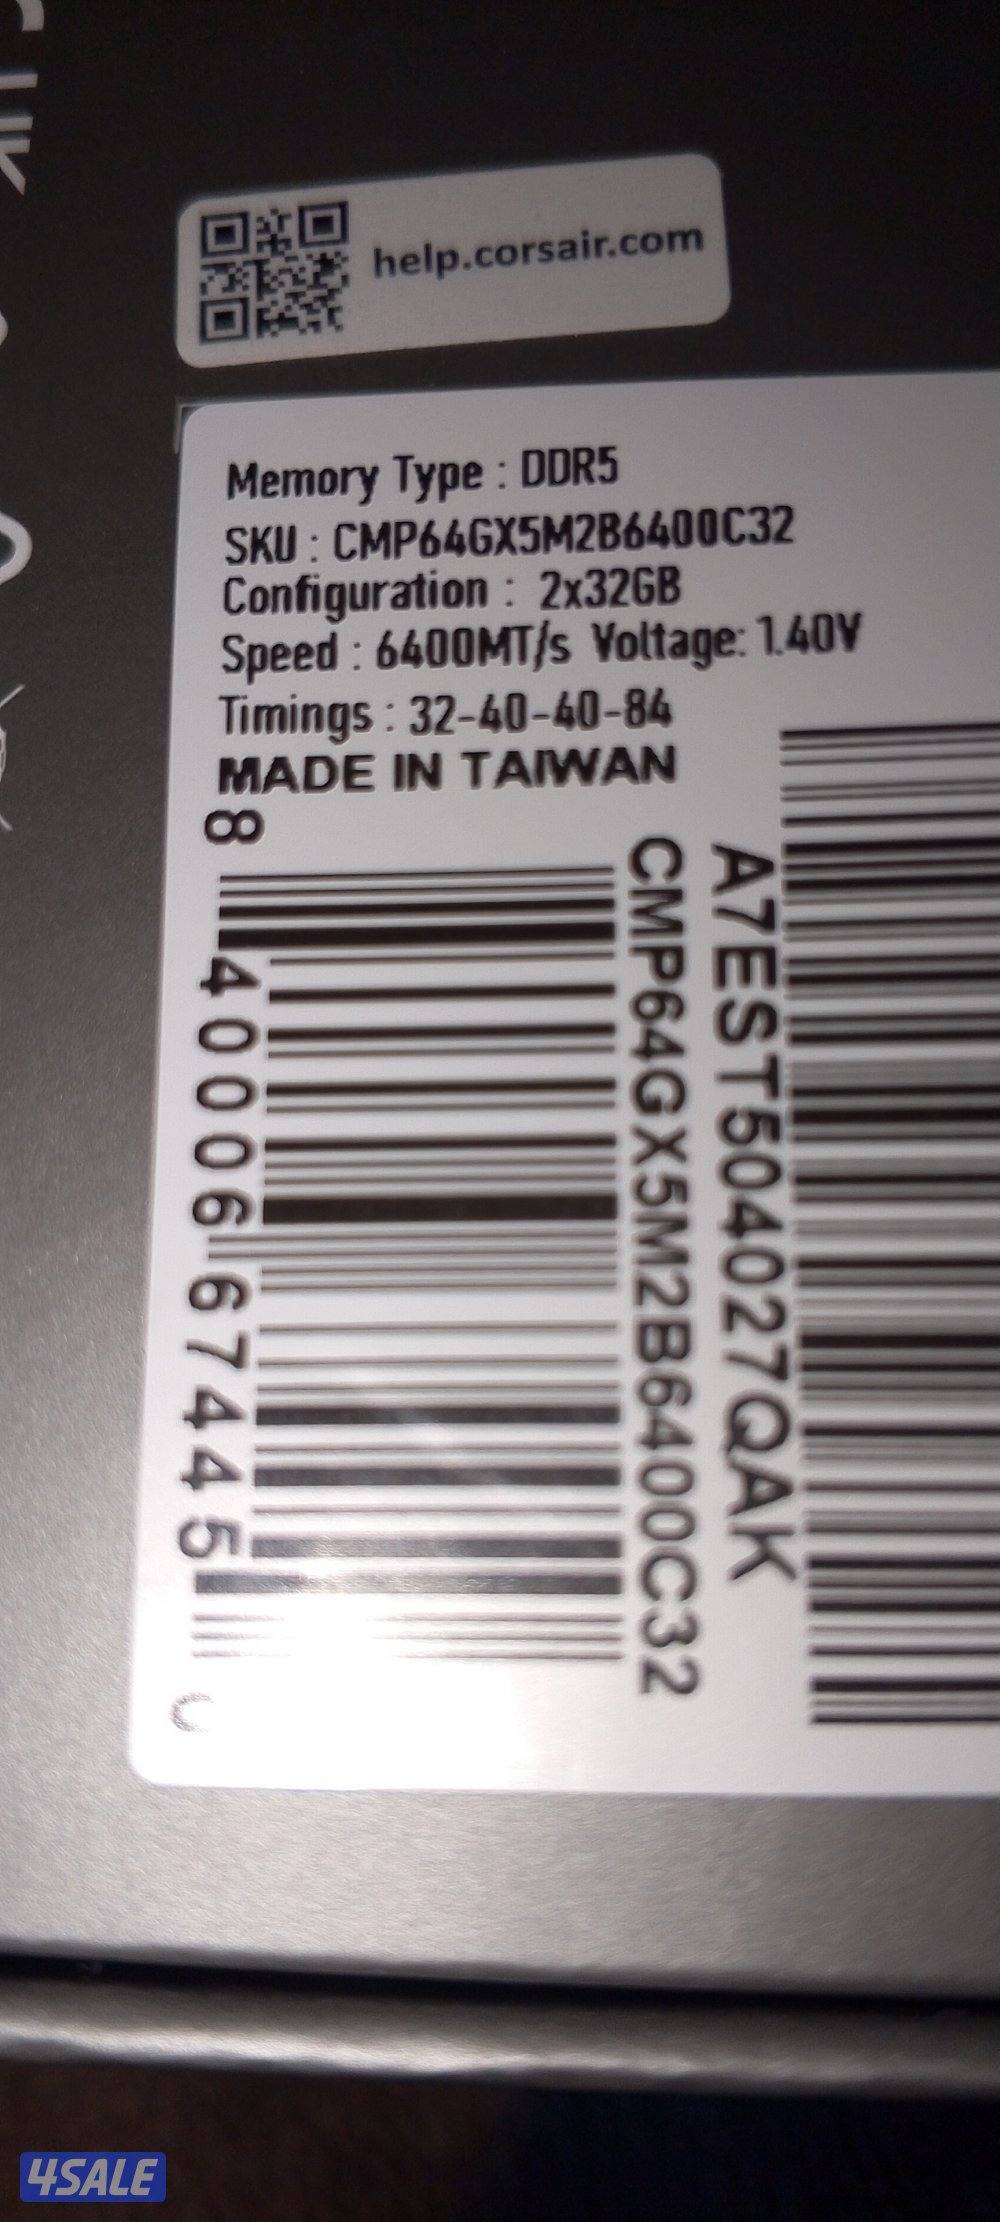 help.corsair.com
Memory Type : DDR5
SKU : CMP64GX5M2B6400C32
Configuration : 2x32GB
Speed : 6400MT/s Voltage: 1.40V
Timings : 32-40-40-84
MADE IN TAIWAN
8 40006 67445
CMP64GX5M2B6400C32
A7EST504027QAK
4SALE